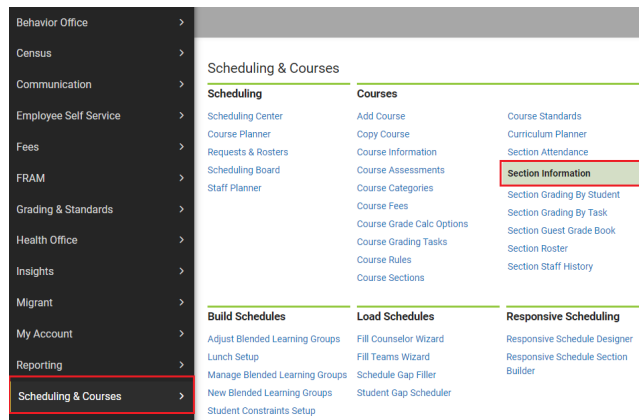 Behavior Office
Census
Communication
Employee Self Service
Fees
FRAM
Grading & Standards
Health Office
Insights
Migrant
My Account
Reporting
Scheduling & Courses
Scheduling & Courses
Scheduling
Scheduling Center
Course Planner
Requests & Rosters
Scheduling Board
Staff Planner
Courses
Add Course
Copy Course
Course Information
Course Assessments
Course Categories
Course Fees
Course Grade Calc Options
Course Grading Tasks
Course Rules
Course Sections
Course Standards
Curriculum Planner
Section Attendance
Section Information
Section Grading By Student
Section Grading By Task
Section Guest Grade Book
Section Roster
Section Staff History
Build Schedules
Adjust Blended Learning Groups
Lunch Setup
Manage Blended Learning Groups
New Blended Learning Groups
Student Constraints Setup
Load Schedules
Fill Counselor Wizard
Fill Teams Wizard
Schedule Gap Filler
Student Gap Scheduler
Responsive Scheduling
Responsive Schedule Designer
Responsive Schedule Section
Builder